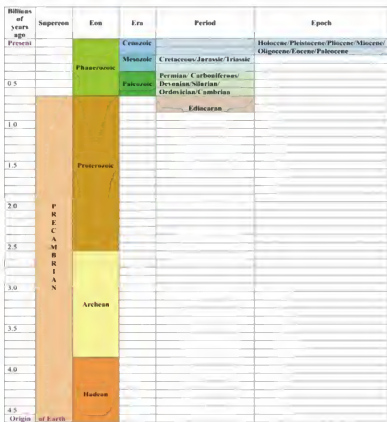 Billions
of
years
ago
Supereon Eon Era Period Epoch
Present Cenozoic Holocene/Pleistocene/Pliocene/Miocene/
Oligocene/Eocene/Paleocene
Phanerozoic
Mesozoic Cretaceous/Jurassic/Triassic
Paleozoic Permian/ Carboniferous/
Devonian/Silurian/
Ordovician/Cambrian
0.5
Ediacaran
1.0
1.5
Proterozoic
2.0
P
R
E
C
A
M
B
R
I
A
N
2.5
3.0
Archean
3.5
4.0
Hadean
4.5
Origin of Earth